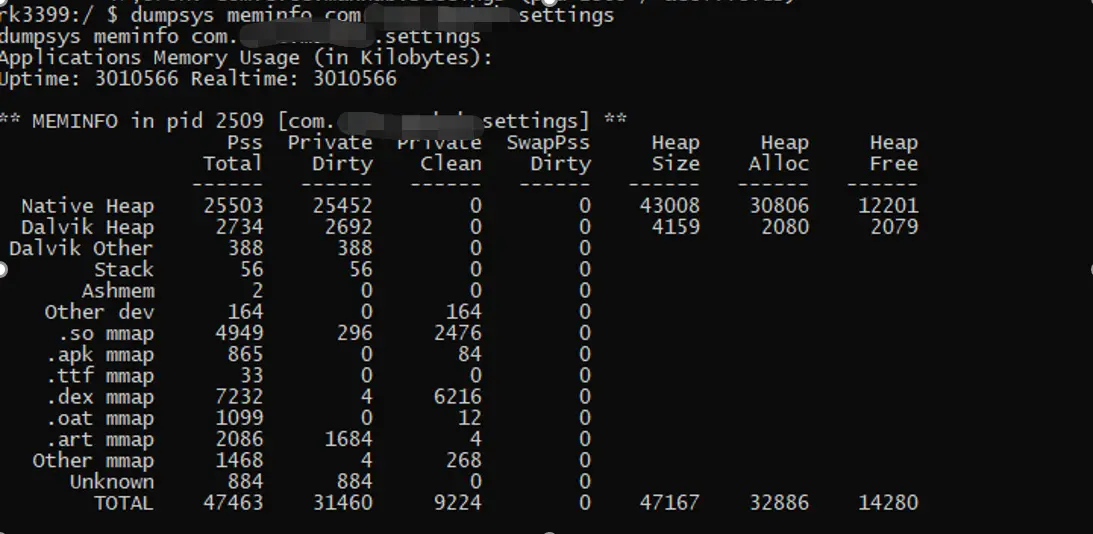 rk3399:/ $ dumpsys meminfo com. settings
dumpsys meminfo com. .settings
Applications Memory Usage (in Kilobytes):
Uptime: 3010566 Realtime: 3010566
** MEMINFO in pid 2509 [com. settings] **
Pss Private Private SwapPss Heap Heap Heap
Total Dirty Clean Dirty Size Alloc Free
------ ------ ------ ------ ------ ------ ------
Native Heap 25503 25452 0 0 43008 30806 12201
Dalvik Heap 2734 2692 0 0 4159 2080 2079
Dalvik Other 388 388 0 0
Stack 56 56 0 0
Ashmem 2 0 0 0
Other dev 164 0 164 0
.so mmap 4949 296 2476 0
.apk mmap 865 0 84 0
.ttf mmap 33 0 0 0
.dex mmap 7232 4 6216 0
.oat mmap 1099 0 12 0
.art mmap 2086 1684 4 0
Other mmap 1468 4 268 0
Unknown 884 884 0 0
TOTAL 47463 31460 9224 0 47167 32886 14280